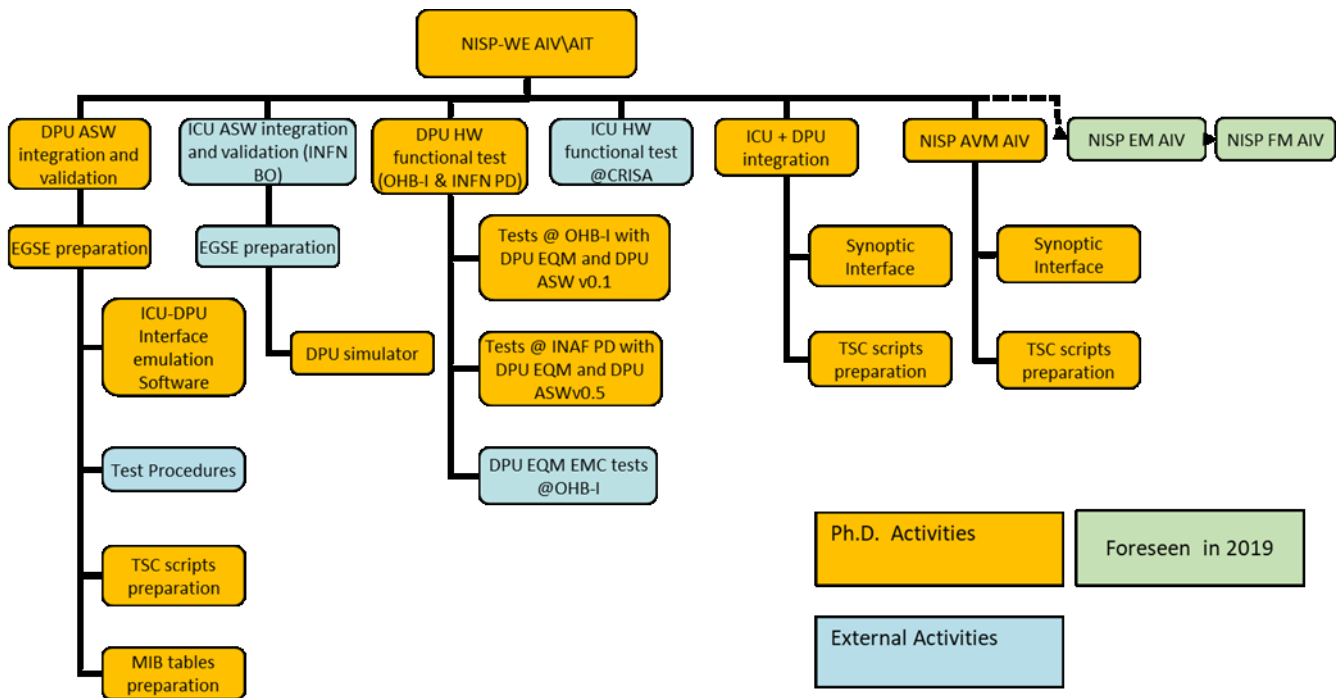 NISP-WE AIV\AIT
DPU ASW
integration and
validation
ICU ASW integration
and validation (INFN
BO)
DPU HW
functional test
(OHB-I & INFN PD)
ICU HW
functional test
@CRISA
ICU + DPU
integration
NISP AVM AIV
NISP EM AIV
NISP FM AIV
EGSE preparation
EGSE preparation
Tests @ OHB-I with
DPU EQM and DPU
ASW v0.1
Synoptic
Interface
Synoptic
Interface
ICU-DPU
Interface
emulation
Software
DPU simulator
Tests @ INAF PD with
DPU EQM and DPU
ASWv0.5
TSC scripts
preparation
TSC scripts
preparation
Test Procedures
DPU EQM EMC tests
@OHB-I
TSC scripts
preparation
MIB tables
preparation
Ph.D. Activities
Foreseen in 2019
External Activities